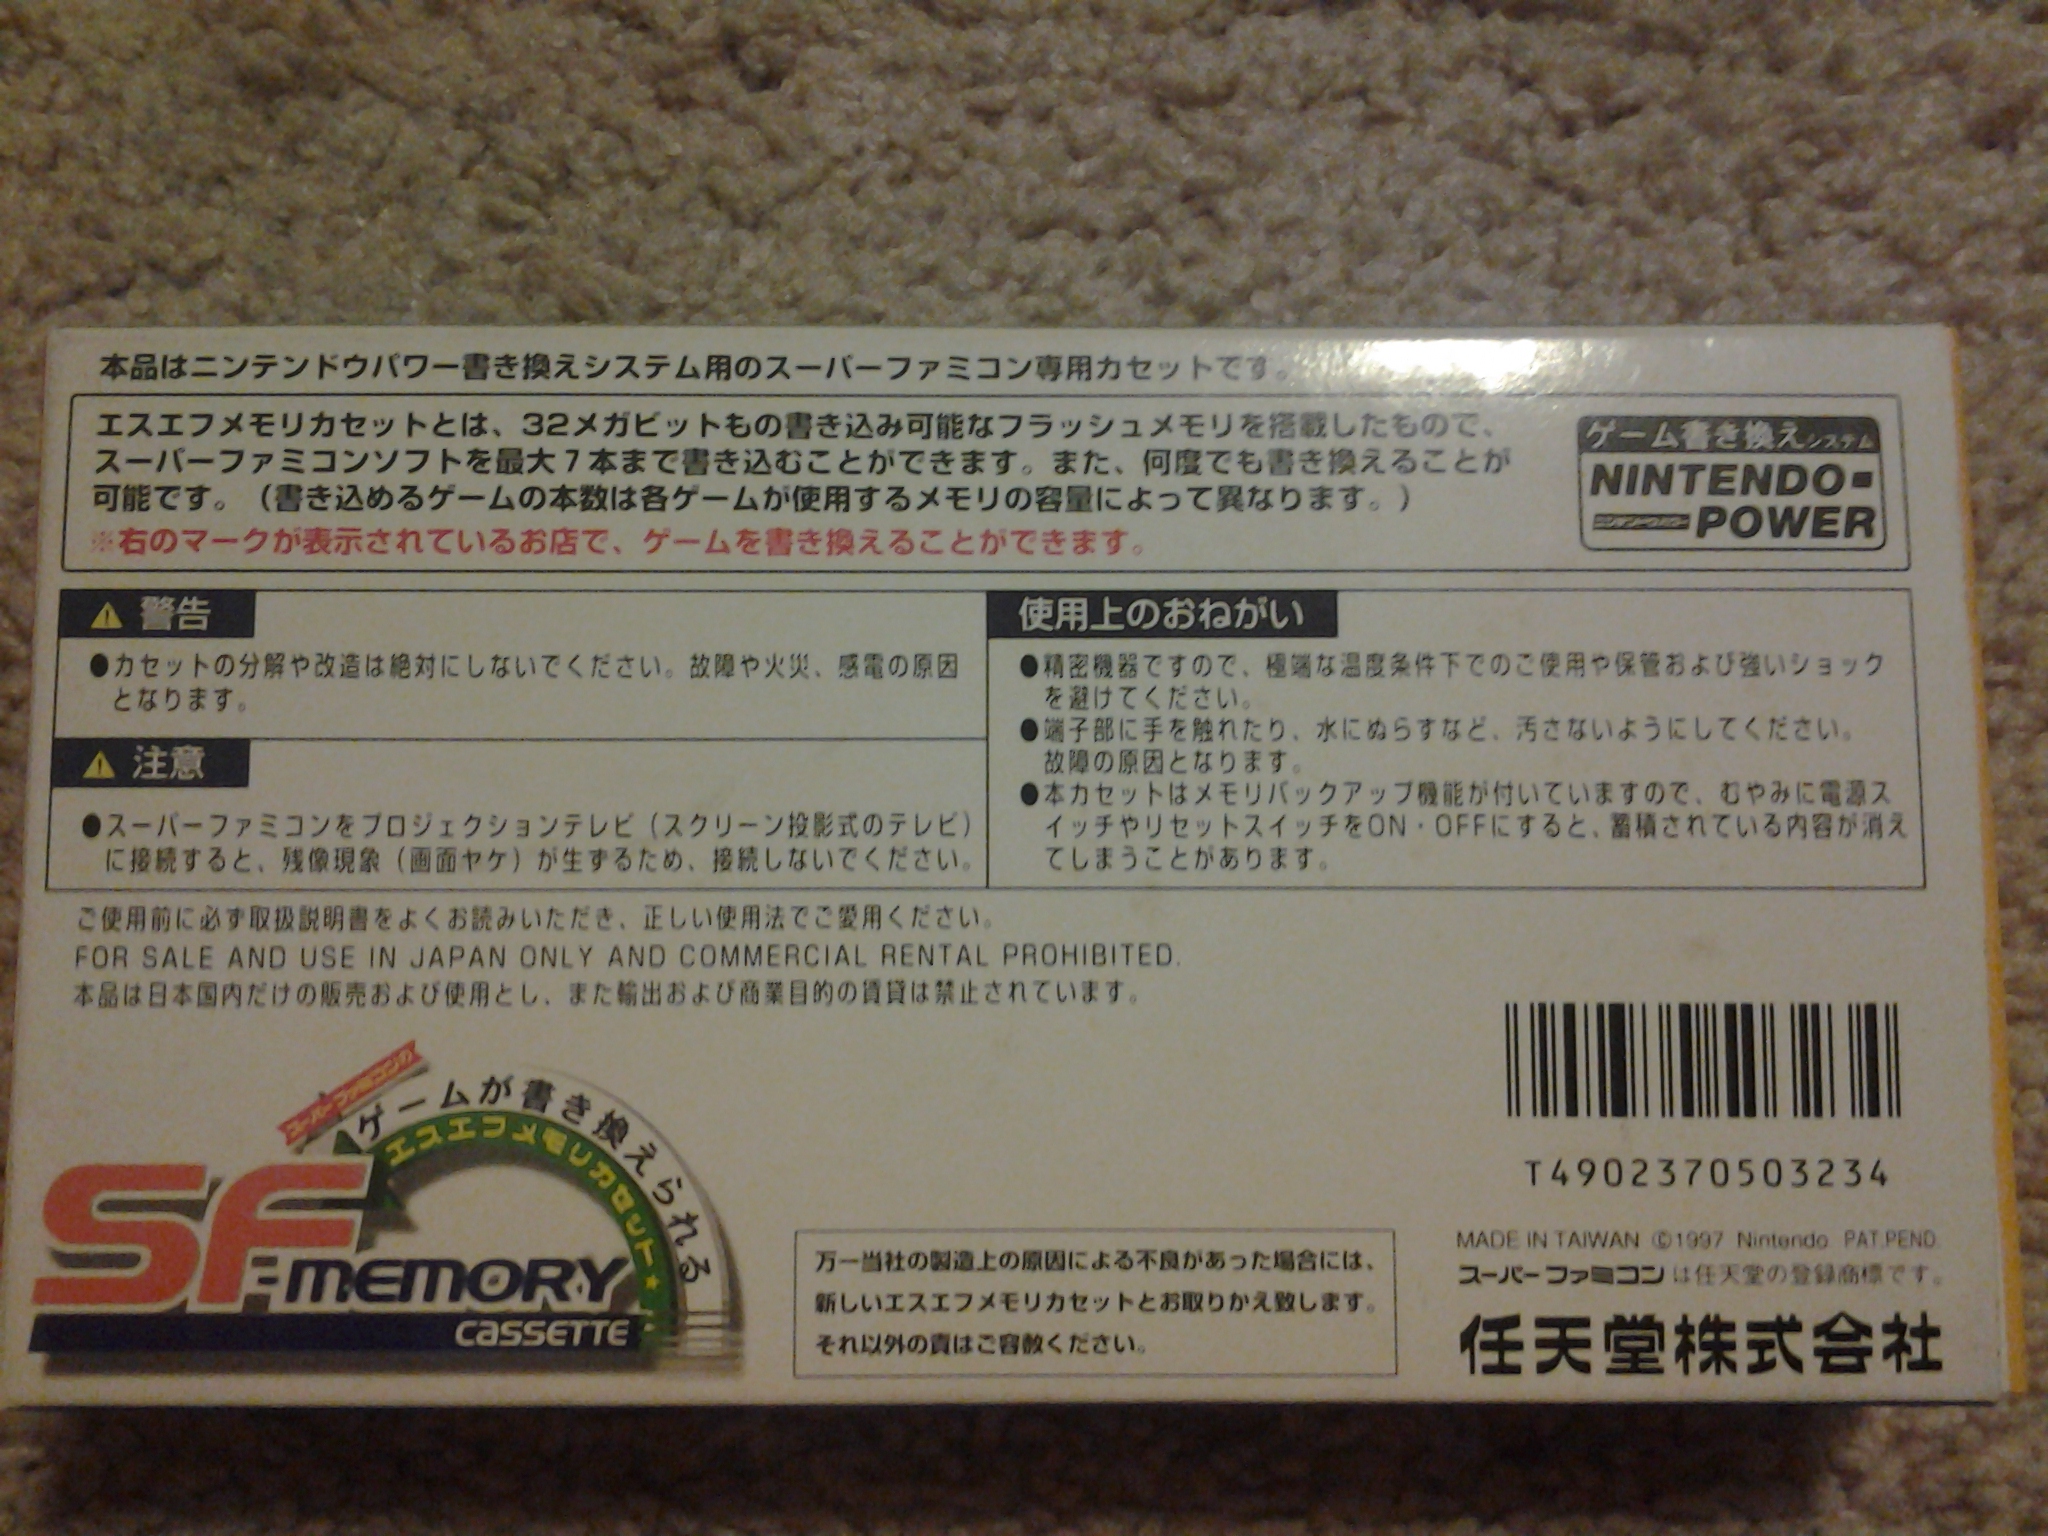 本品はニンテンドウパワー書き換えシステム用のスーパーファミコン専用カセットです。
エスエフメモリカセットとは、32メガビットもの書き込み可能なフラッシュメモリを搭載したもので、
スーパーファミコンソフトを最大7本まで書き込むことができます。また、何度でも書き換えることが
可能です。（書き込めるゲームの本数は各ゲームが使用するメモリの容量によって異なります。）
※右のマークが表示されているお店で、ゲームを書き換えることができます。
ゲーム書き換えシステム
NINTENDO
ニンテンドウパワー POWER
警告
●カセットの分解や改造は絶対にしないでください。故障や火災、感電の原因
となります。
注意
●スーパーファミコンをプロジェクションテレビ（スクリーン投影式のテレビ）
に接続すると、残像現象（画面ヤケ）が生ずるため、接続しないでください。
使用上のおねがい
●精密機器ですので、極端な温度条件下でのご使用や保管および強いショック
を避けてください。
●端子部に手を触れたり、水にぬらすなど、汚さないようにしてください。
故障の原因となります。
●本カセットはメモリバックアップ機能が付いていますので、むやみに電源ス
イッチやリセットスイッチをON・OFFにすると、蓄積されている内容が消え
てしまうことがあります。
ご使用前に必ず取扱説明書をよくお読みいただき、正しい使用法でご愛用ください。
FOR SALE AND USE IN JAPAN ONLY AND COMMERCIAL RENTAL PROHIBITED.
本品は日本国内だけの販売および使用とし、また輸出および商業目的の賃貸は禁止されています。
スーパーファミコンの
ゲームが書き換えられる
エスエフメモリカセット★
SF MEMORY
CASSETTE
万一当社の製造上の原因による不良があった場合には、
新しいエスエフメモリカセットとお取りかえ致します。
それ以外の責はご容赦ください。
T4902370503234
MADE IN TAIWAN ©1997 Nintendo PAT.PEND.
スーパーファミコンは任天堂の登録商標です。
任天堂株式会社